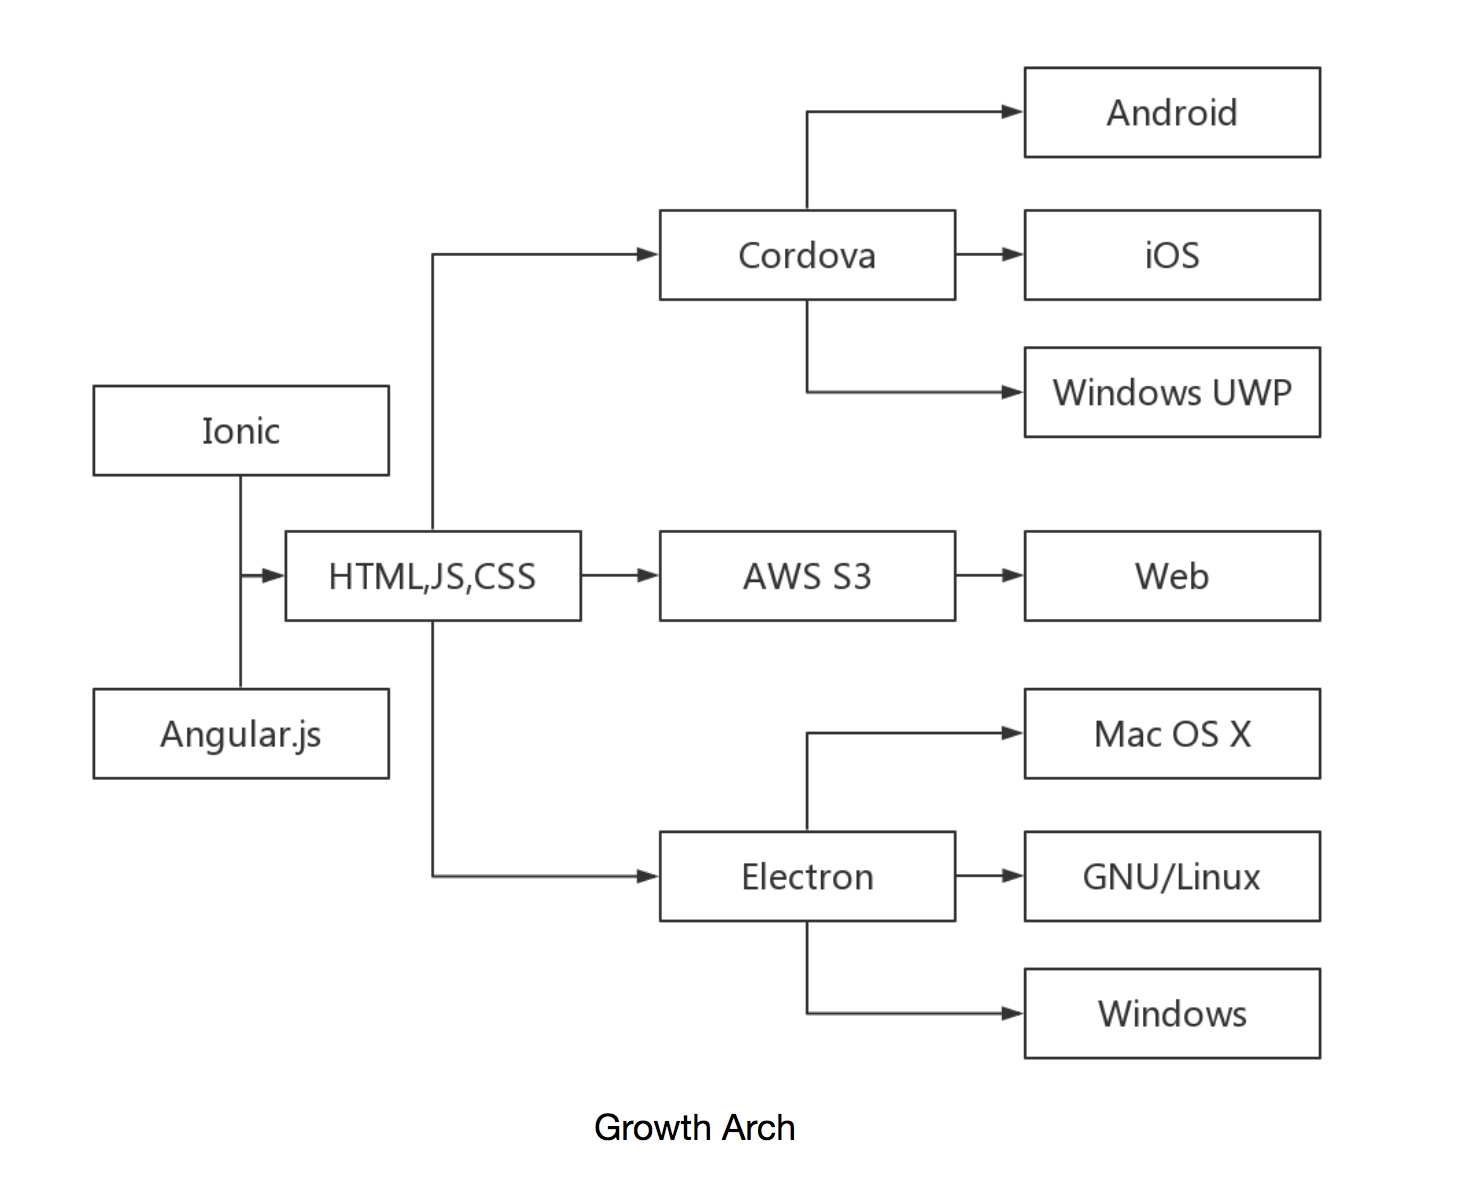 Android
Cordova
iOS
Windows UWP
Ionic
HTML,JS,CSS
AWS S3
Web
Angular.js
Mac OS X
Electron
GNU/Linux
Windows
Growth Arch